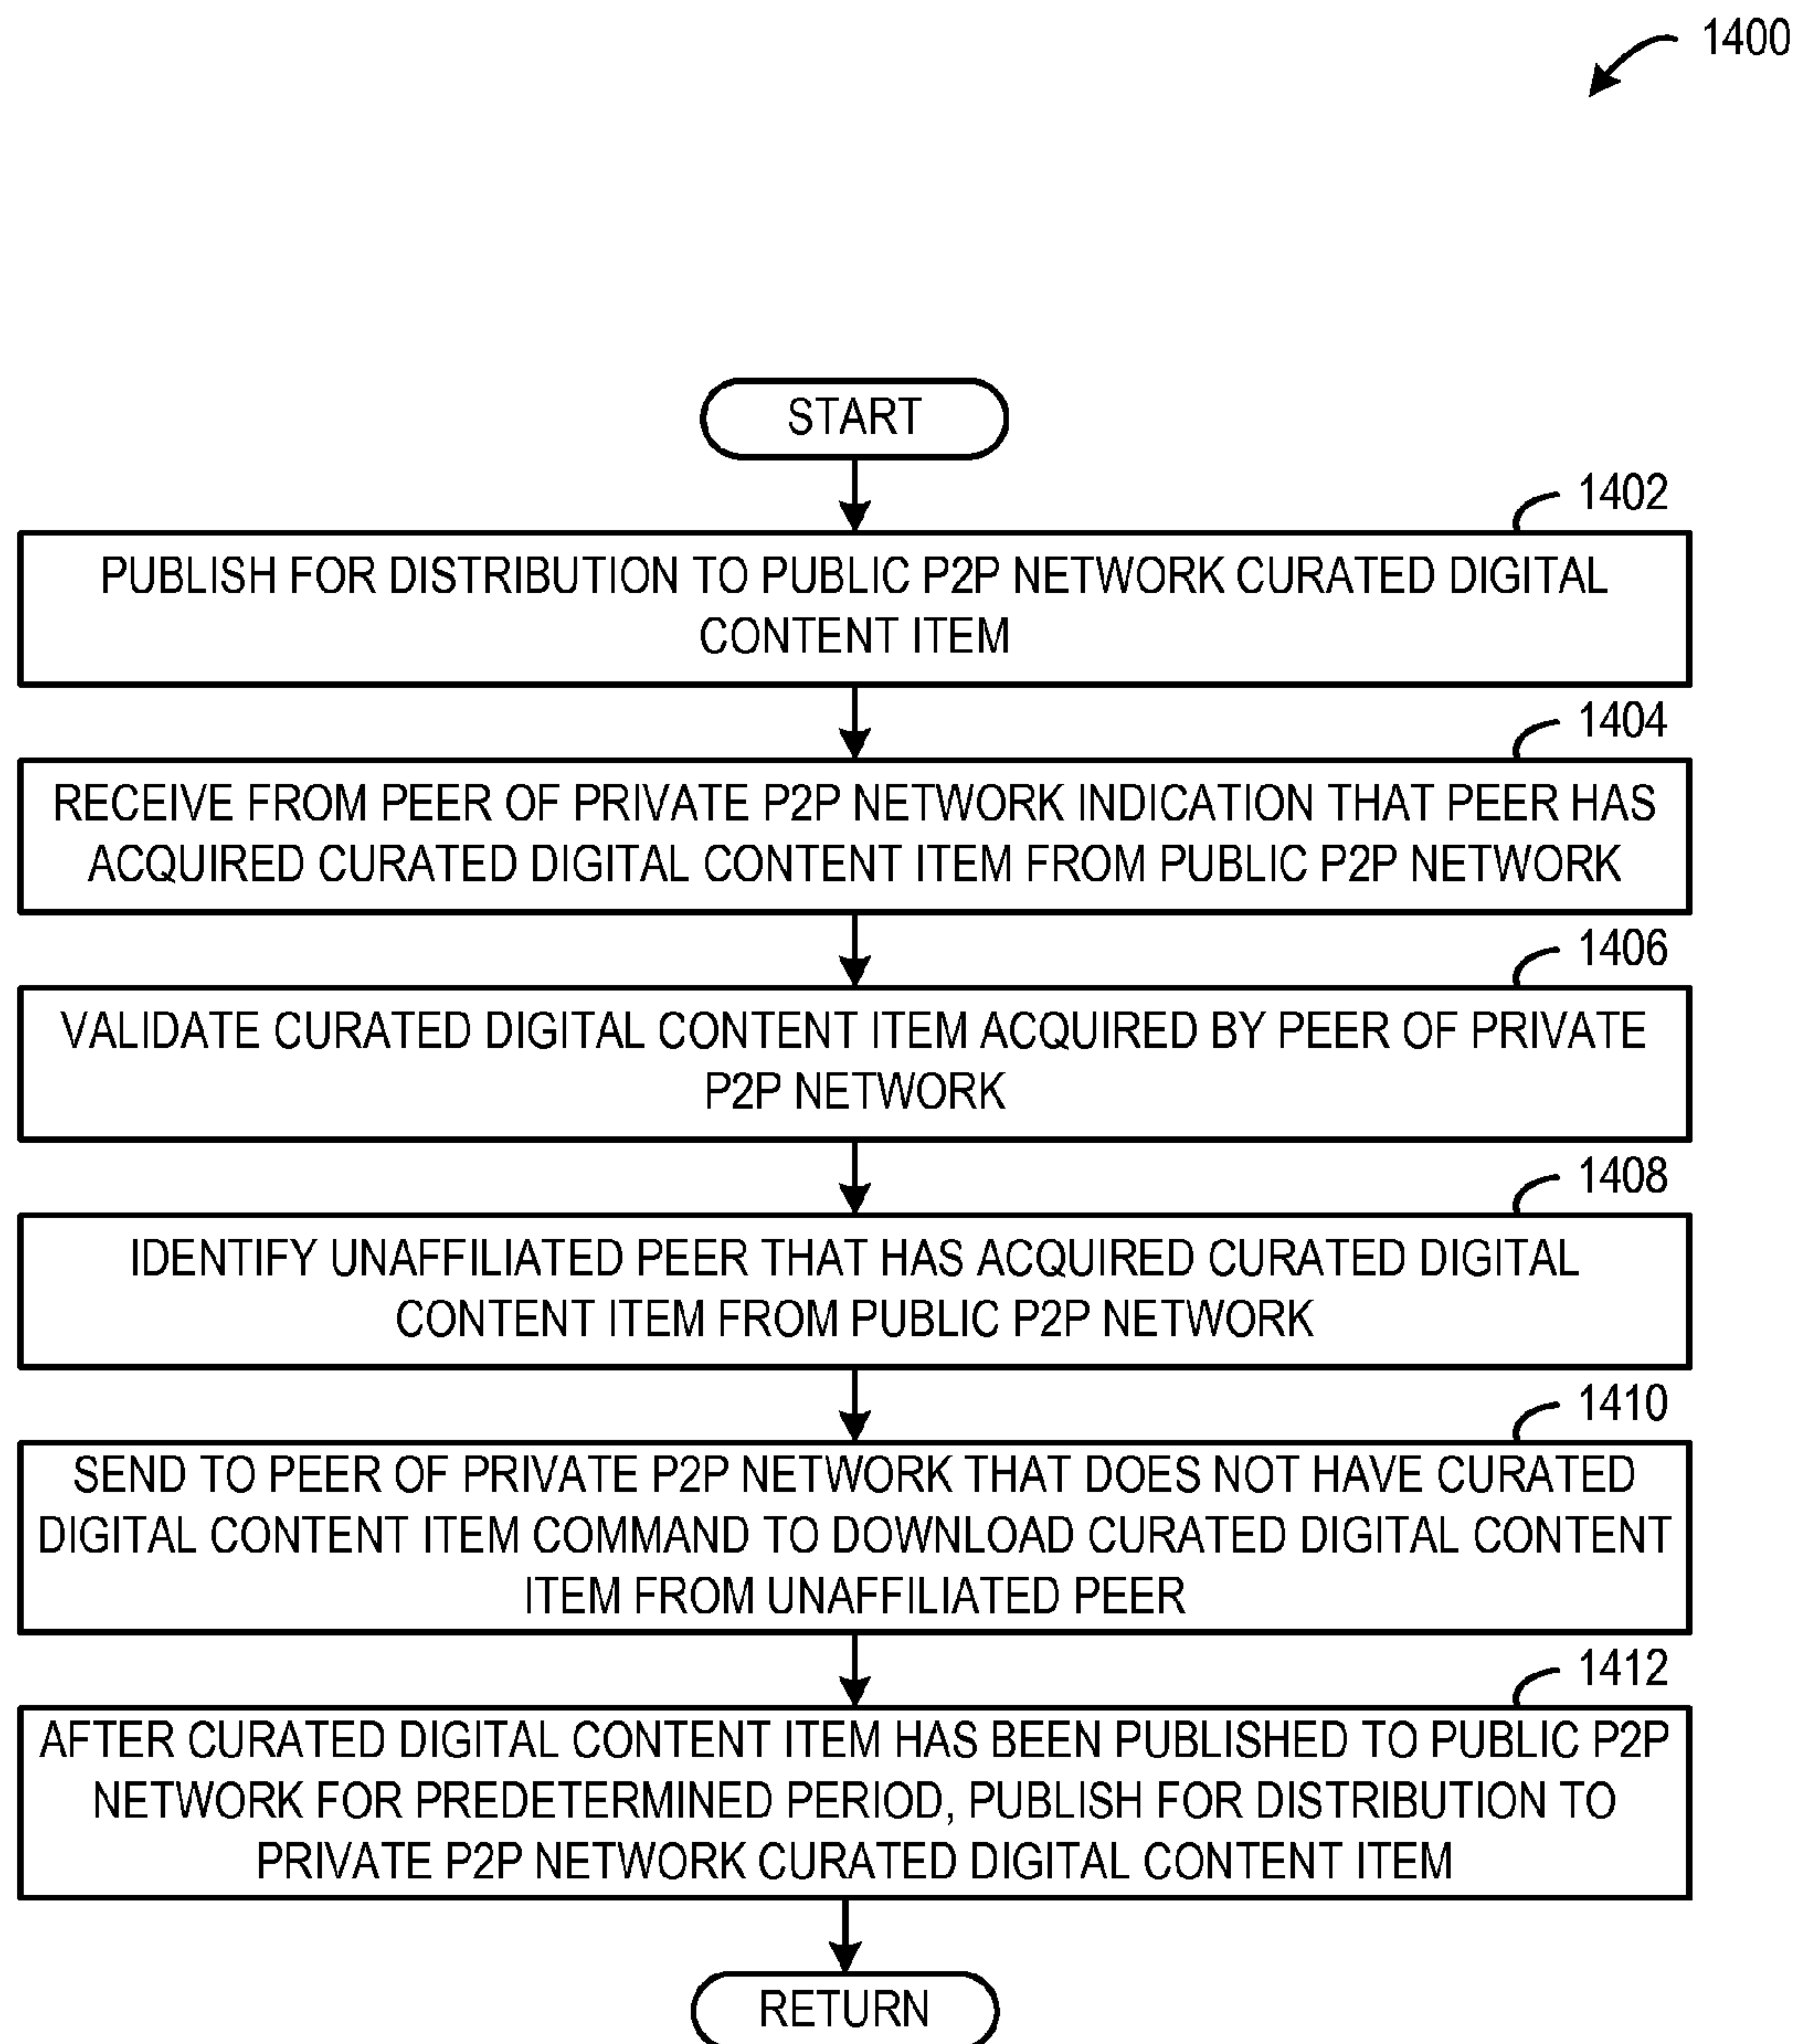 1400
START
1402
PUBLISH FOR DISTRIBUTION TO PUBLIC P2P NETWORK CURATED DIGITAL
CONTENT ITEM
1404
RECEIVE FROM PEER OF PRIVATE P2P NETWORK INDICATION THAT PEER HAS
ACQUIRED CURATED DIGITAL CONTENT ITEM FROM PUBLIC P2P NETWORK
1406
VALIDATE CURATED DIGITAL CONTENT ITEM ACQUIRED BY PEER OF PRIVATE
P2P NETWORK
1408
IDENTIFY UNAFFILIATED PEER THAT HAS ACQUIRED CURATED DIGITAL
CONTENT ITEM FROM PUBLIC P2P NETWORK
1410
SEND TO PEER OF PRIVATE P2P NETWORK THAT DOES NOT HAVE CURATED
DIGITAL CONTENT ITEM COMMAND TO DOWNLOAD CURATED DIGITAL CONTENT
ITEM FROM UNAFFILIATED PEER
1412
AFTER CURATED DIGITAL CONTENT ITEM HAS BEEN PUBLISHED TO PUBLIC P2P
NETWORK FOR PREDETERMINED PERIOD, PUBLISH FOR DISTRIBUTION TO
PRIVATE P2P NETWORK CURATED DIGITAL CONTENT ITEM
RETURN